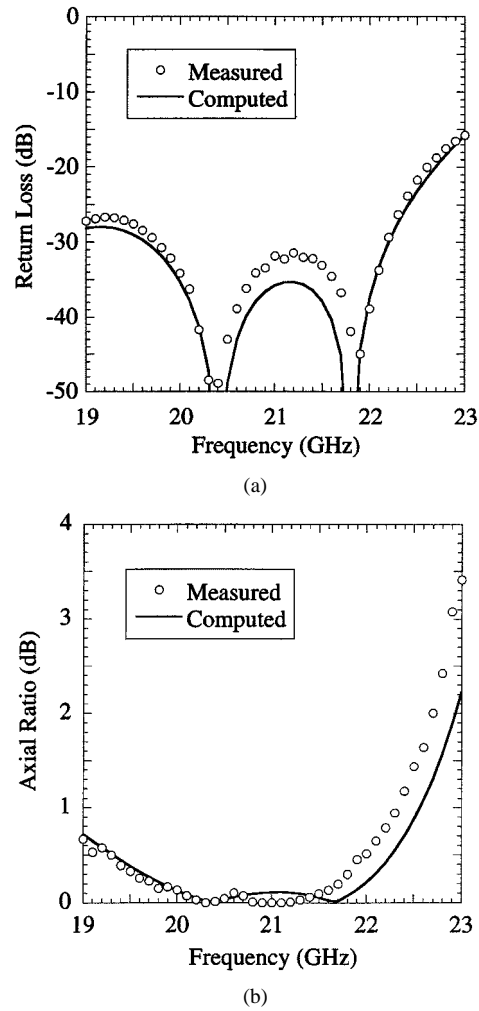 0
-10
-20
-30
-40
-50
Return Loss (dB)
Measured
Computed
19 20 21 22 23
Frequency (GHz)
(a)
4
3
2
1
0
Axial Ratio (dB)
Measured
Computed
19 20 21 22 23
Frequency (GHz)
(b)